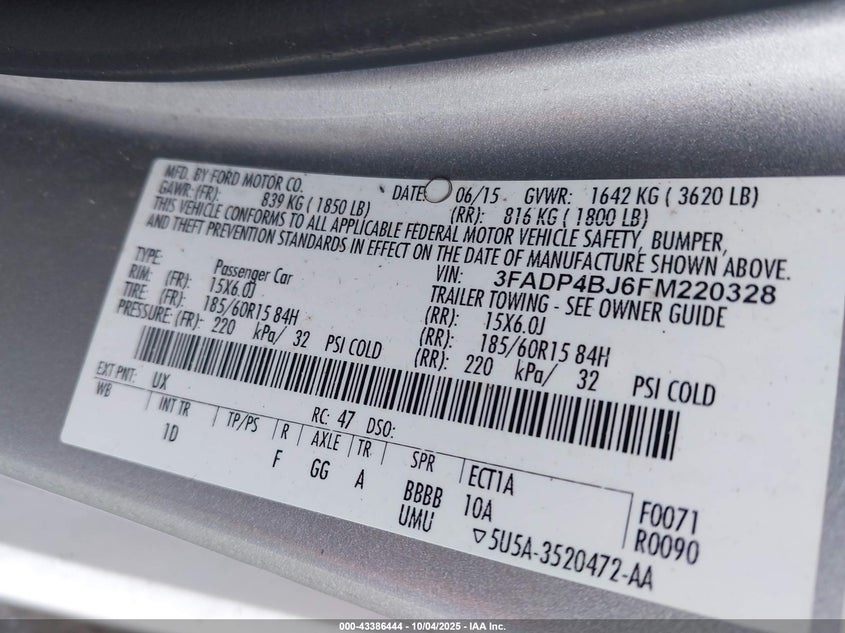 MFD. BY FORD MOTOR CO. DATE: 06/15 GVWR: 1642 KG ( 3620 LB)
GAWR: (FR): 839 KG ( 1850 LB) (RR): 816 KG ( 1800 LB)
THIS VEHICLE CONFORMS TO ALL APPLICABLE FEDERAL MOTOR VEHICLE SAFETY, BUMPER,
AND THEFT PREVENTION STANDARDS IN EFFECT ON THE DATE OF MANUFACTURE SHOWN ABOVE.
VIN: 3FADP4BJ6FM220328
TYPE: Passenger Car TRAILER TOWING - SEE OWNER GUIDE
RIM: (FR): 15X6.0J (RR): 15X6.0J
TIRE: (FR): 185/60R15 84H (RR): 185/60R15 84H
PRESSURE: (FR): 220 kPa/ 32 PSI COLD (RR): 220 kPa/ 32 PSI COLD
EXT PNT: UX RC: 47 DSO:
WB INT TR TP/PS R AXLE TR SPR ECT1A
1D F GG A BBBB 10A F0071
UMU ▽5U5A-3520472-AA R0090
000-43386444 - 10/04/2025 - IAA Inc.